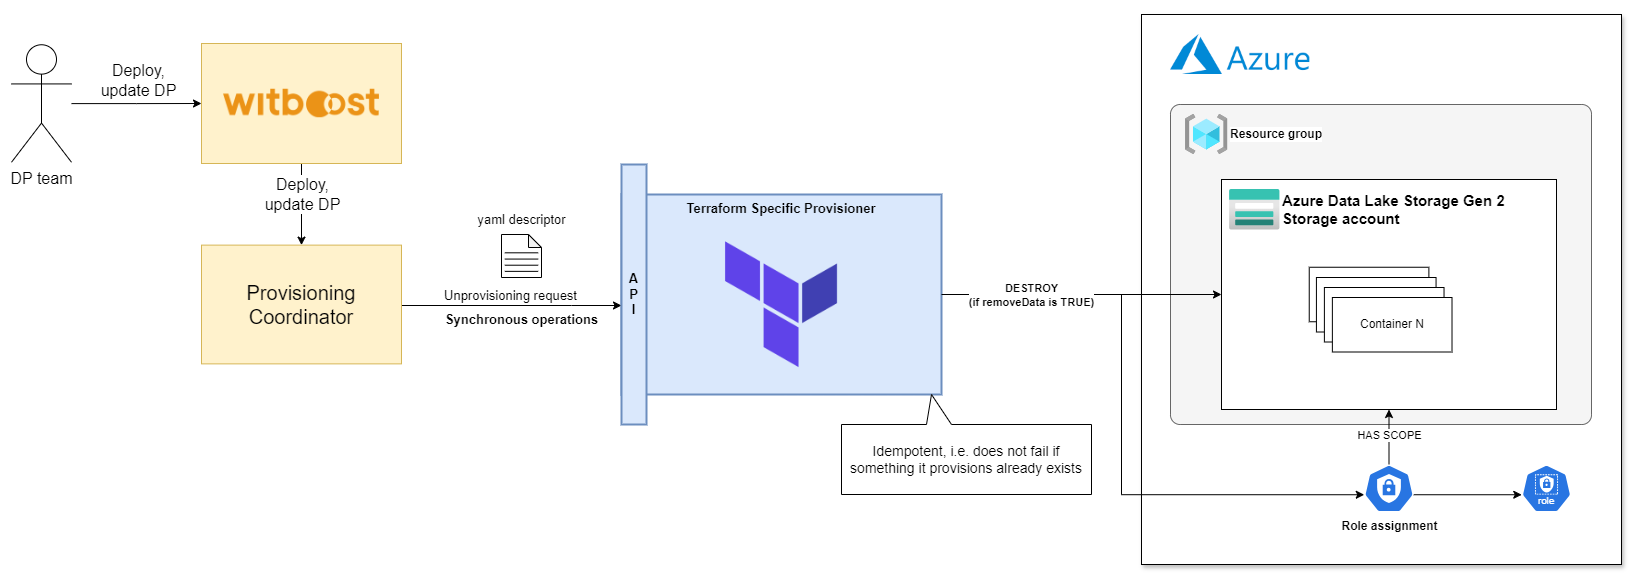 Deploy,
update DP
witboost
DP team
Deploy,
update DP
Provisioning
Coordinator
yaml descriptor
Unprovisioning request
Synchronous operations
A
P
I
Terraform Specific Provisioner
Idempotent, i.e. does not fail if
something it provisions already exists
DESTROY
(if removeData is TRUE)
Azure
Resource group
Azure Data Lake Storage Gen 2
Storage account
Container N
HAS SCOPE
Role assignment
role